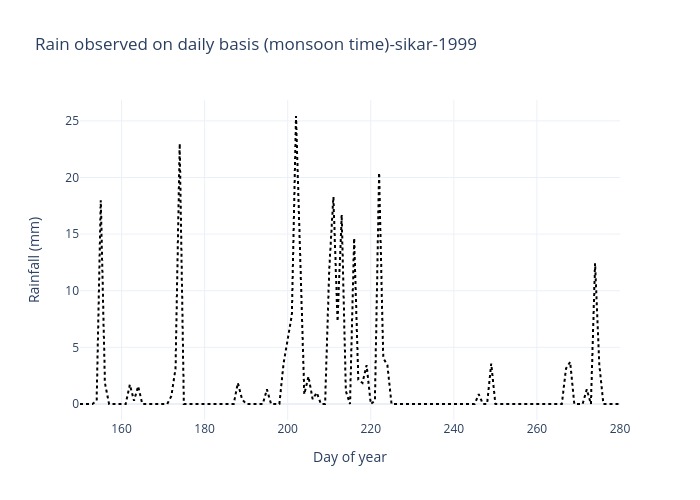 Rain observed on daily basis (monsoon time)-sikar-1999
25
20
15
10
5
0
Rainfall (mm)
160 180 200 220 240 260 280
Day of year